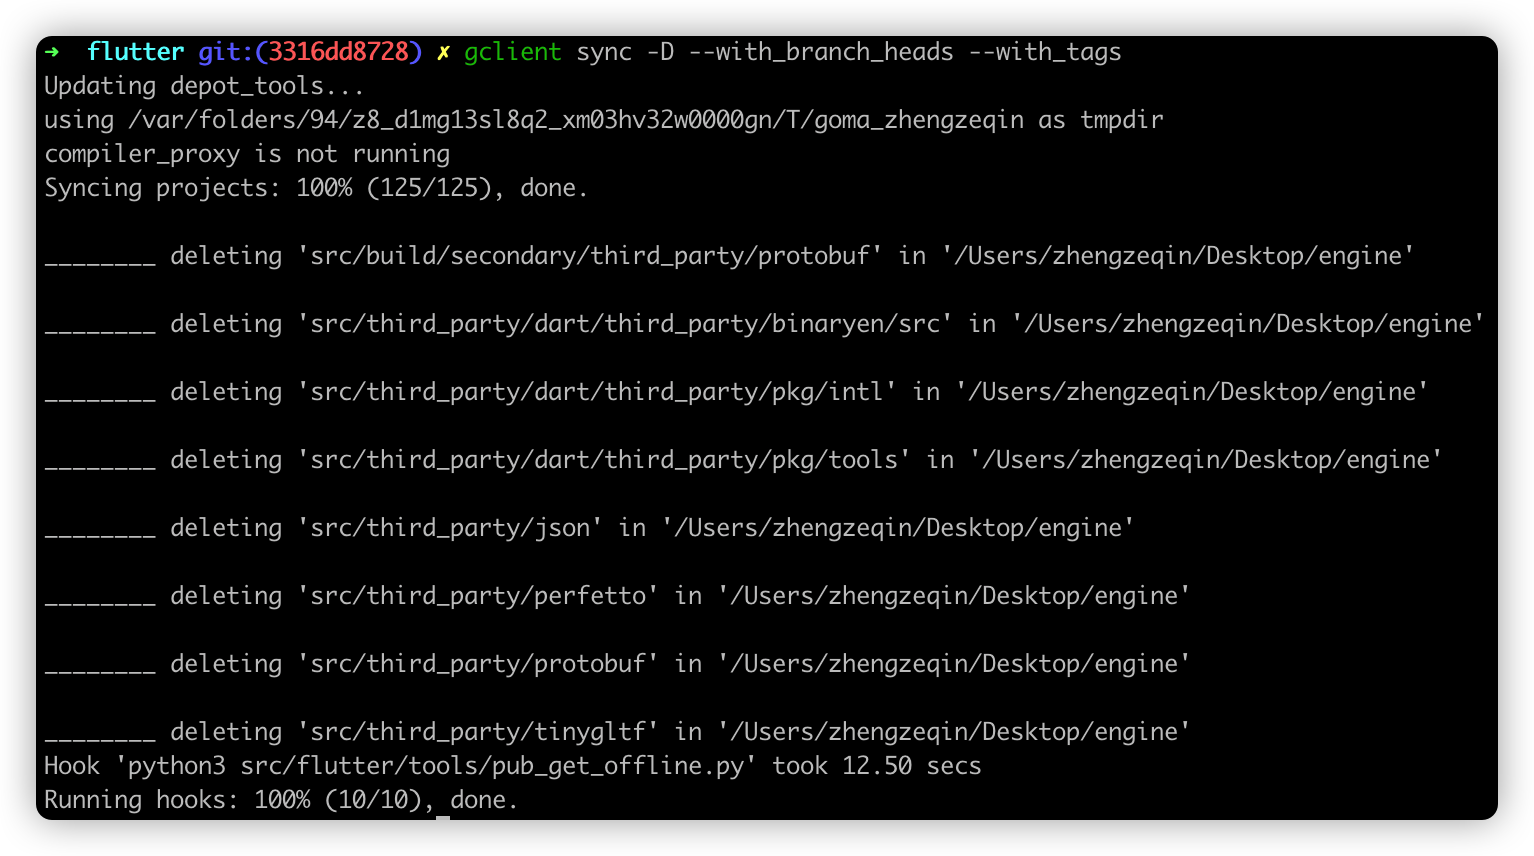 ➜  flutter git:(3316dd8728) ✗ gclient sync -D --with_branch_heads --with_tags
Updating depot_tools...
using /var/folders/94/z8_d1mg13sl8q2_xm03hv32w0000gn/T/goma_zhengzeqin as tmpdir
compiler_proxy is not running
Syncing projects: 100% (125/125), done.
________ deleting 'src/build/secondary/third_party/protobuf' in '/Users/zhengzeqin/Desktop/engine'
________ deleting 'src/third_party/dart/third_party/binaryen/src' in '/Users/zhengzeqin/Desktop/engine'
________ deleting 'src/third_party/dart/third_party/pkg/intl' in '/Users/zhengzeqin/Desktop/engine'
________ deleting 'src/third_party/dart/third_party/pkg/tools' in '/Users/zhengzeqin/Desktop/engine'
________ deleting 'src/third_party/json' in '/Users/zhengzeqin/Desktop/engine'
________ deleting 'src/third_party/perfetto' in '/Users/zhengzeqin/Desktop/engine'
________ deleting 'src/third_party/protobuf' in '/Users/zhengzeqin/Desktop/engine'
________ deleting 'src/third_party/tinygltf' in '/Users/zhengzeqin/Desktop/engine'
Hook 'python3 src/flutter/tools/pub_get_offline.py' took 12.50 secs
Running hooks: 100% (10/10), done.